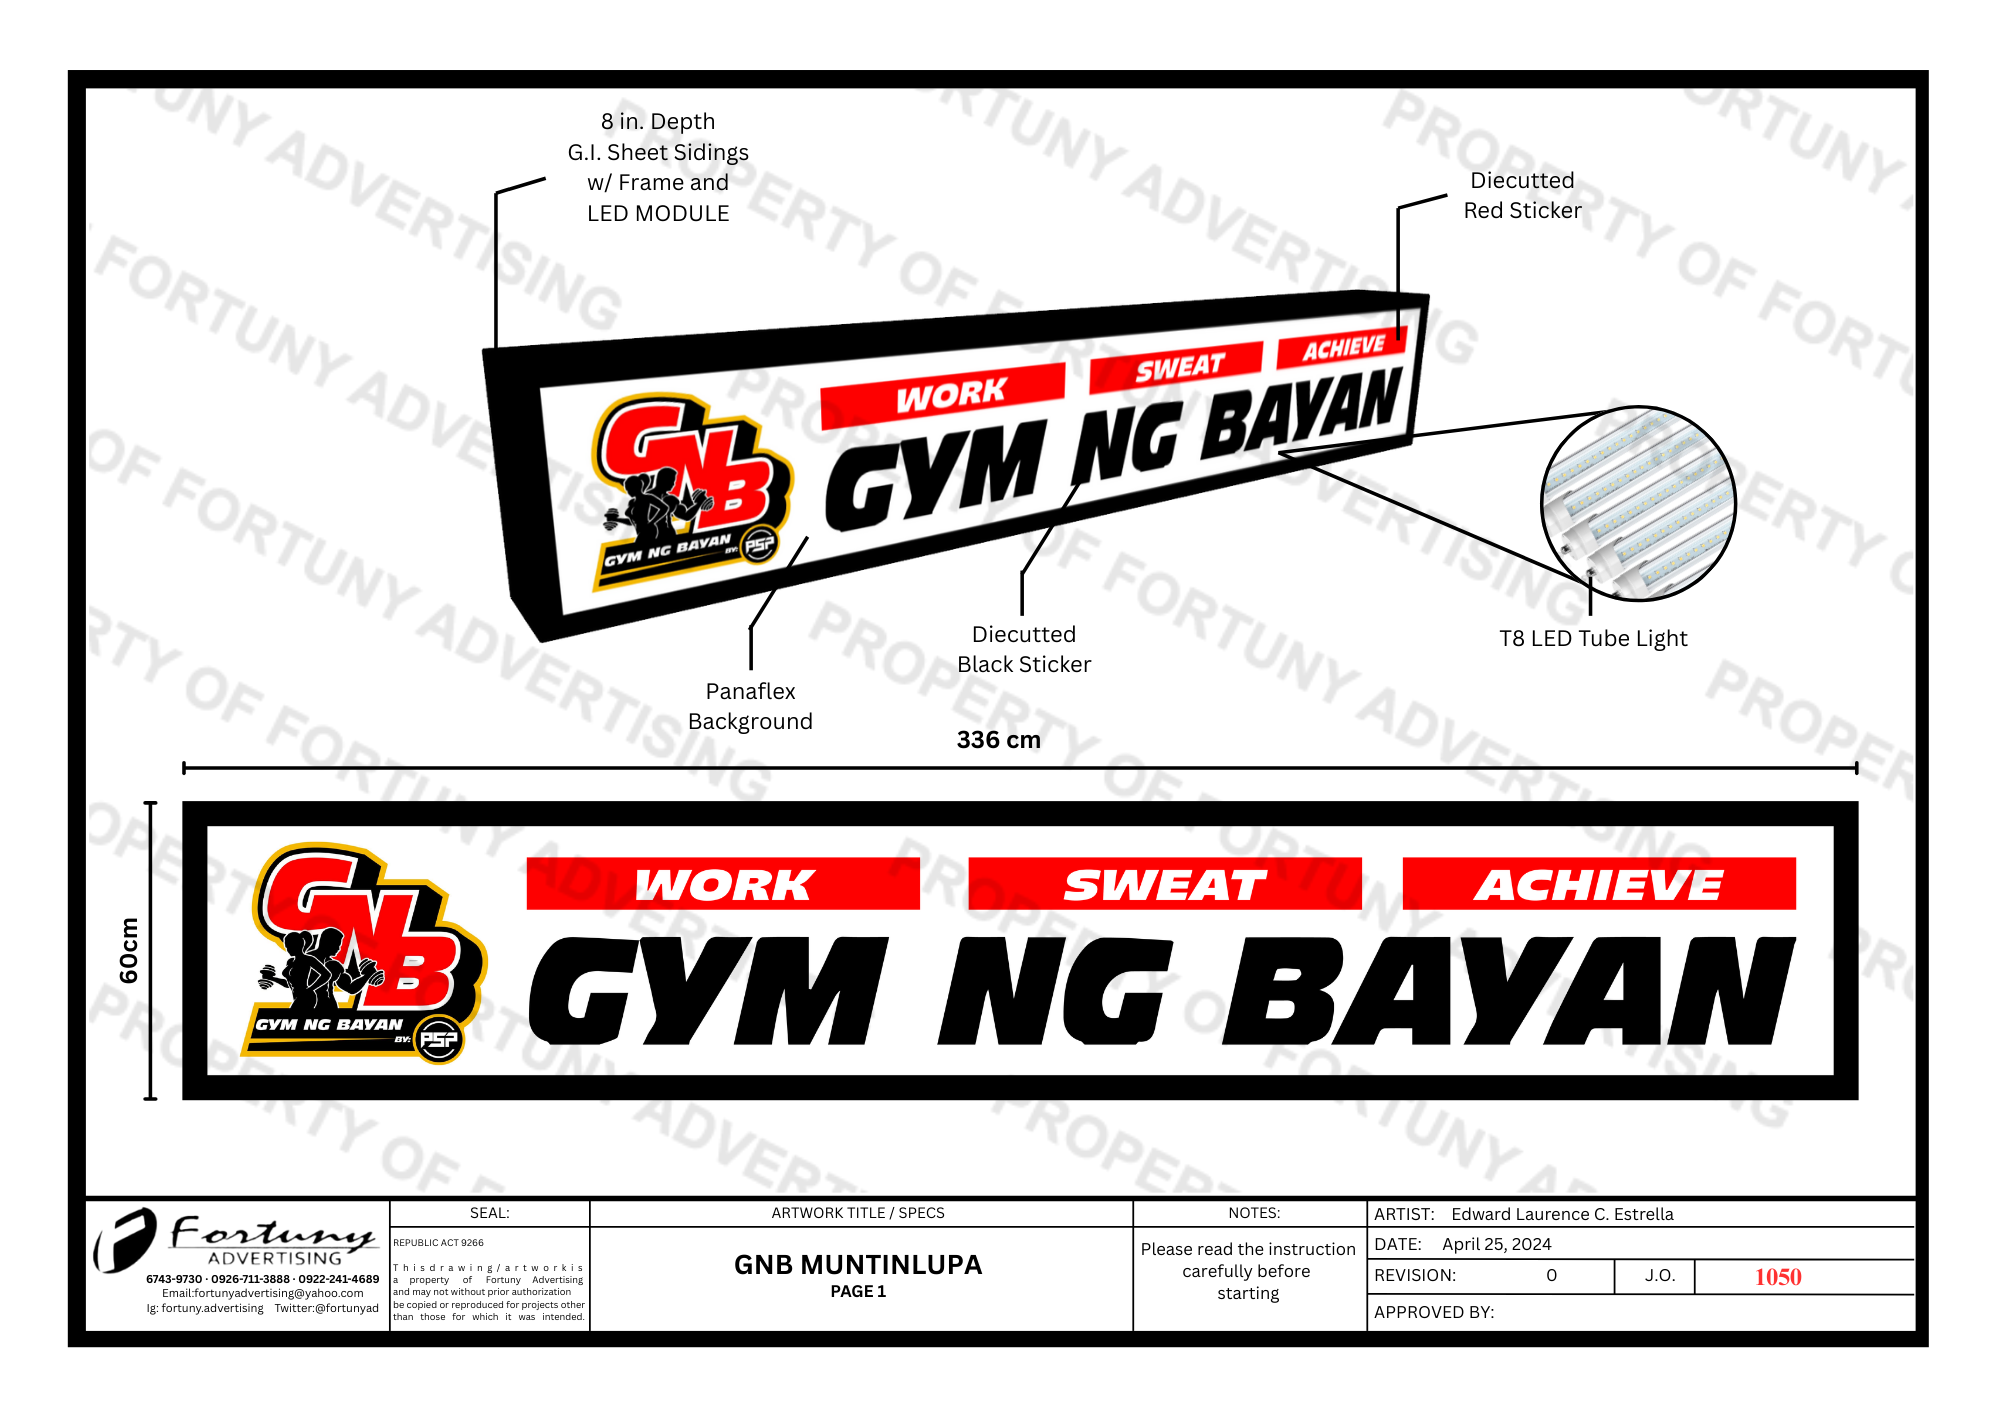 8 in. Depth
G.I. Sheet Sidings
w/ Frame and
LED MODULE
Diecutted
Red Sticker
WORK
SWEAT
ACHIEVE
GYM NG BAYAN
GNB
GYM NG BAYAN
BY: PSP
T8 LED Tube Light
Diecutted
Black Sticker
Panaflex
Background
336 cm
60cm
WORK
SWEAT
ACHIEVE
GYM NG BAYAN
GNB
GYM NG BAYAN
BY: PSP
PROPERTY OF FORTUNY ADVERTISING
Fortuny
ADVERTISING
6743-9730 · 0926-711-3888 · 0922-241-4689
Email:fortunyadvertising@yahoo.com
Ig: fortuny.advertising Twitter:@fortunyad
SEAL:
REPUBLIC ACT 9266
This drawing/artwork is
a property of Fortuny Advertising
and may not without prior authorization
be copied or reproduced for projects other
than those for which it was intended.
ARTWORK TITLE / SPECS
GNB MUNTINLUPA
PAGE 1
NOTES:
Please read the instruction
carefully before
starting
ARTIST: Edward Laurence C. Estrella
DATE: April 25, 2024
REVISION: 0 J.O. 1050
APPROVED BY: